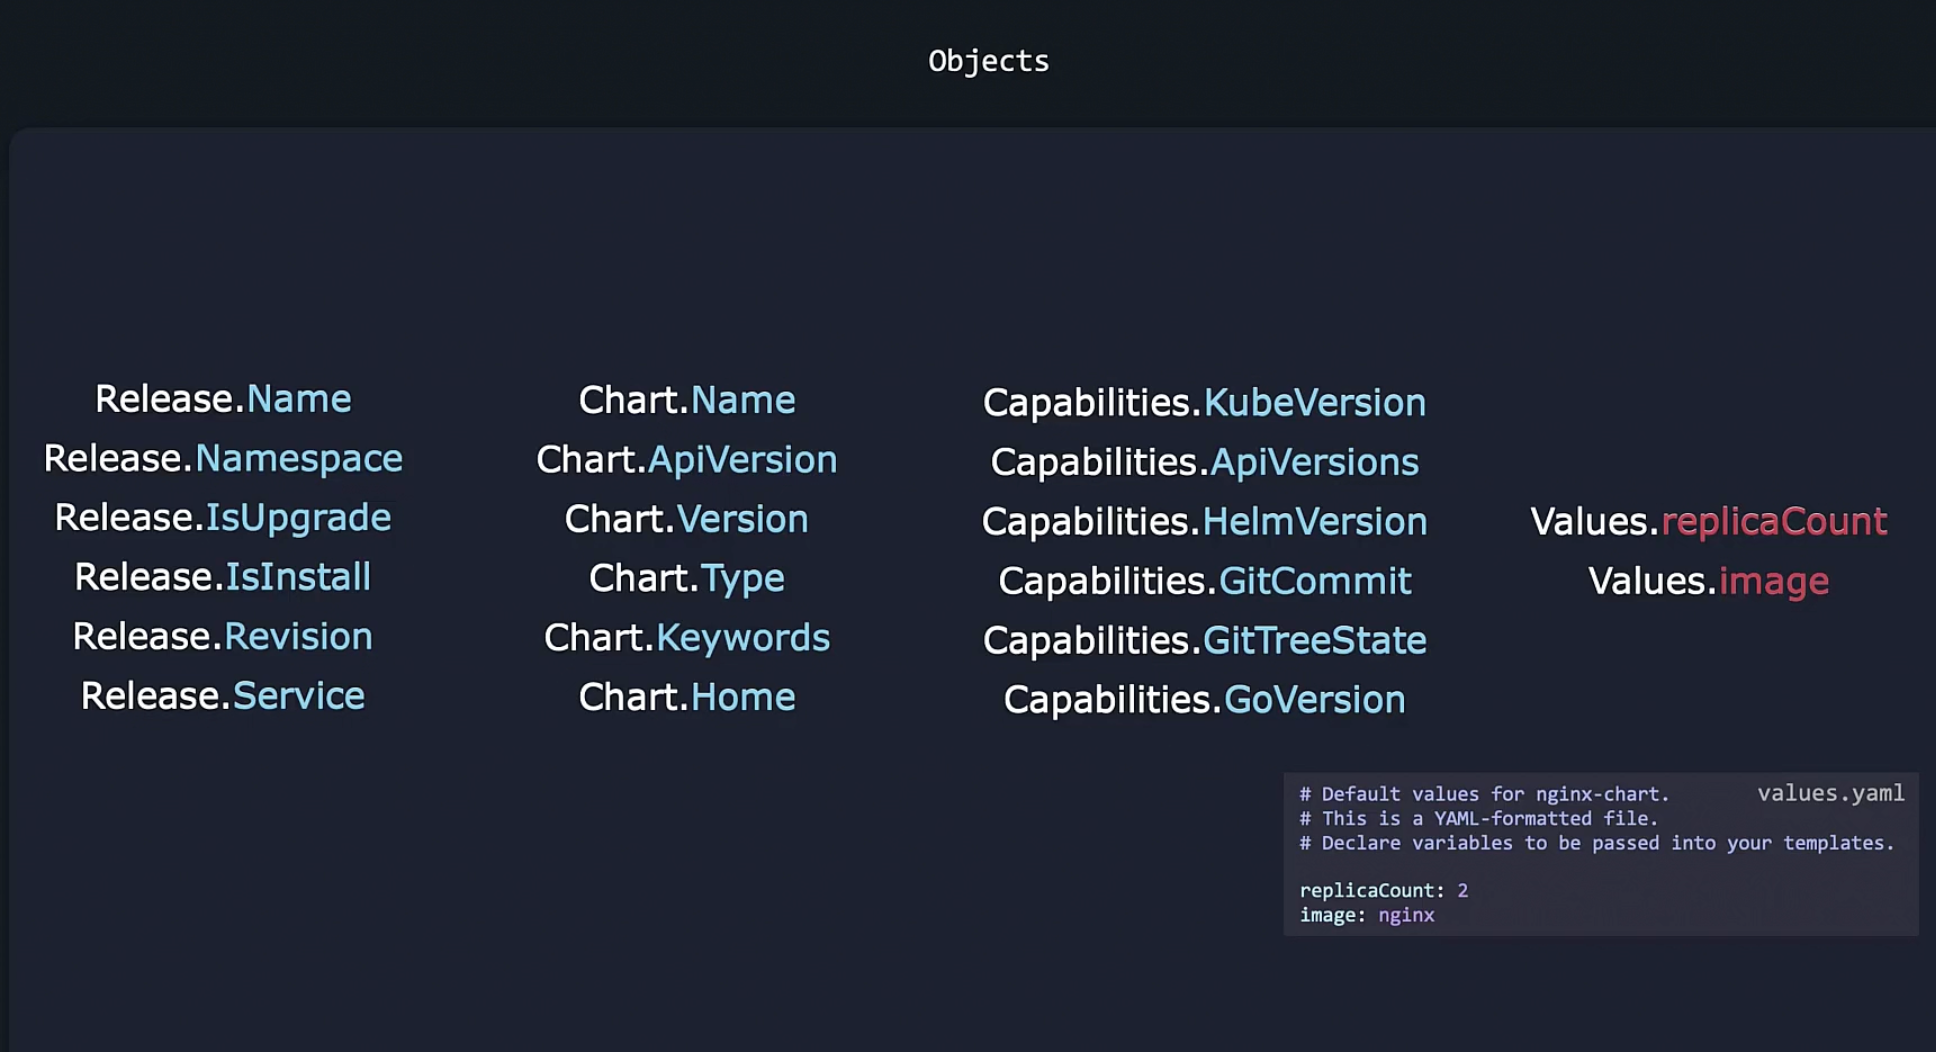 Objects
Release.Name
Release.Namespace
Release.IsUpgrade
Release.IsInstall
Release.Revision
Release.Service
Chart.Name
Chart.ApiVersion
Chart.Version
Chart.Type
Chart.Keywords
Chart.Home
Capabilities.KubeVersion
Capabilities.ApiVersions
Capabilities.HelmVersion
Capabilities.GitCommit
Capabilities.GitTreeState
Capabilities.GoVersion
Values.replicaCount
Values.image
values.yaml
# Default values for nginx-chart.
# This is a YAML-formatted file.
# Declare variables to be passed into your templates.
replicaCount: 2
image: nginx